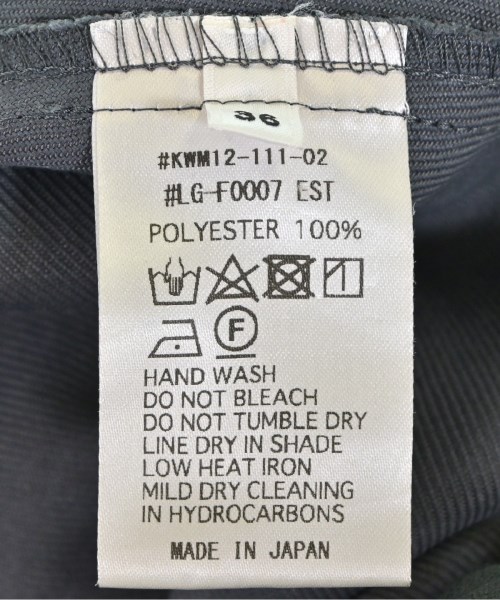 36
#KWM12-111-02
#LG-F0007 EST
POLYESTER 100%
F
HAND WASH
DO NOT BLEACH
DO NOT TUMBLE DRY
LINE DRY IN SHADE
LOW HEAT IRON
MILD DRY CLEANING
IN HYDROCARBONS
MADE IN JAPAN